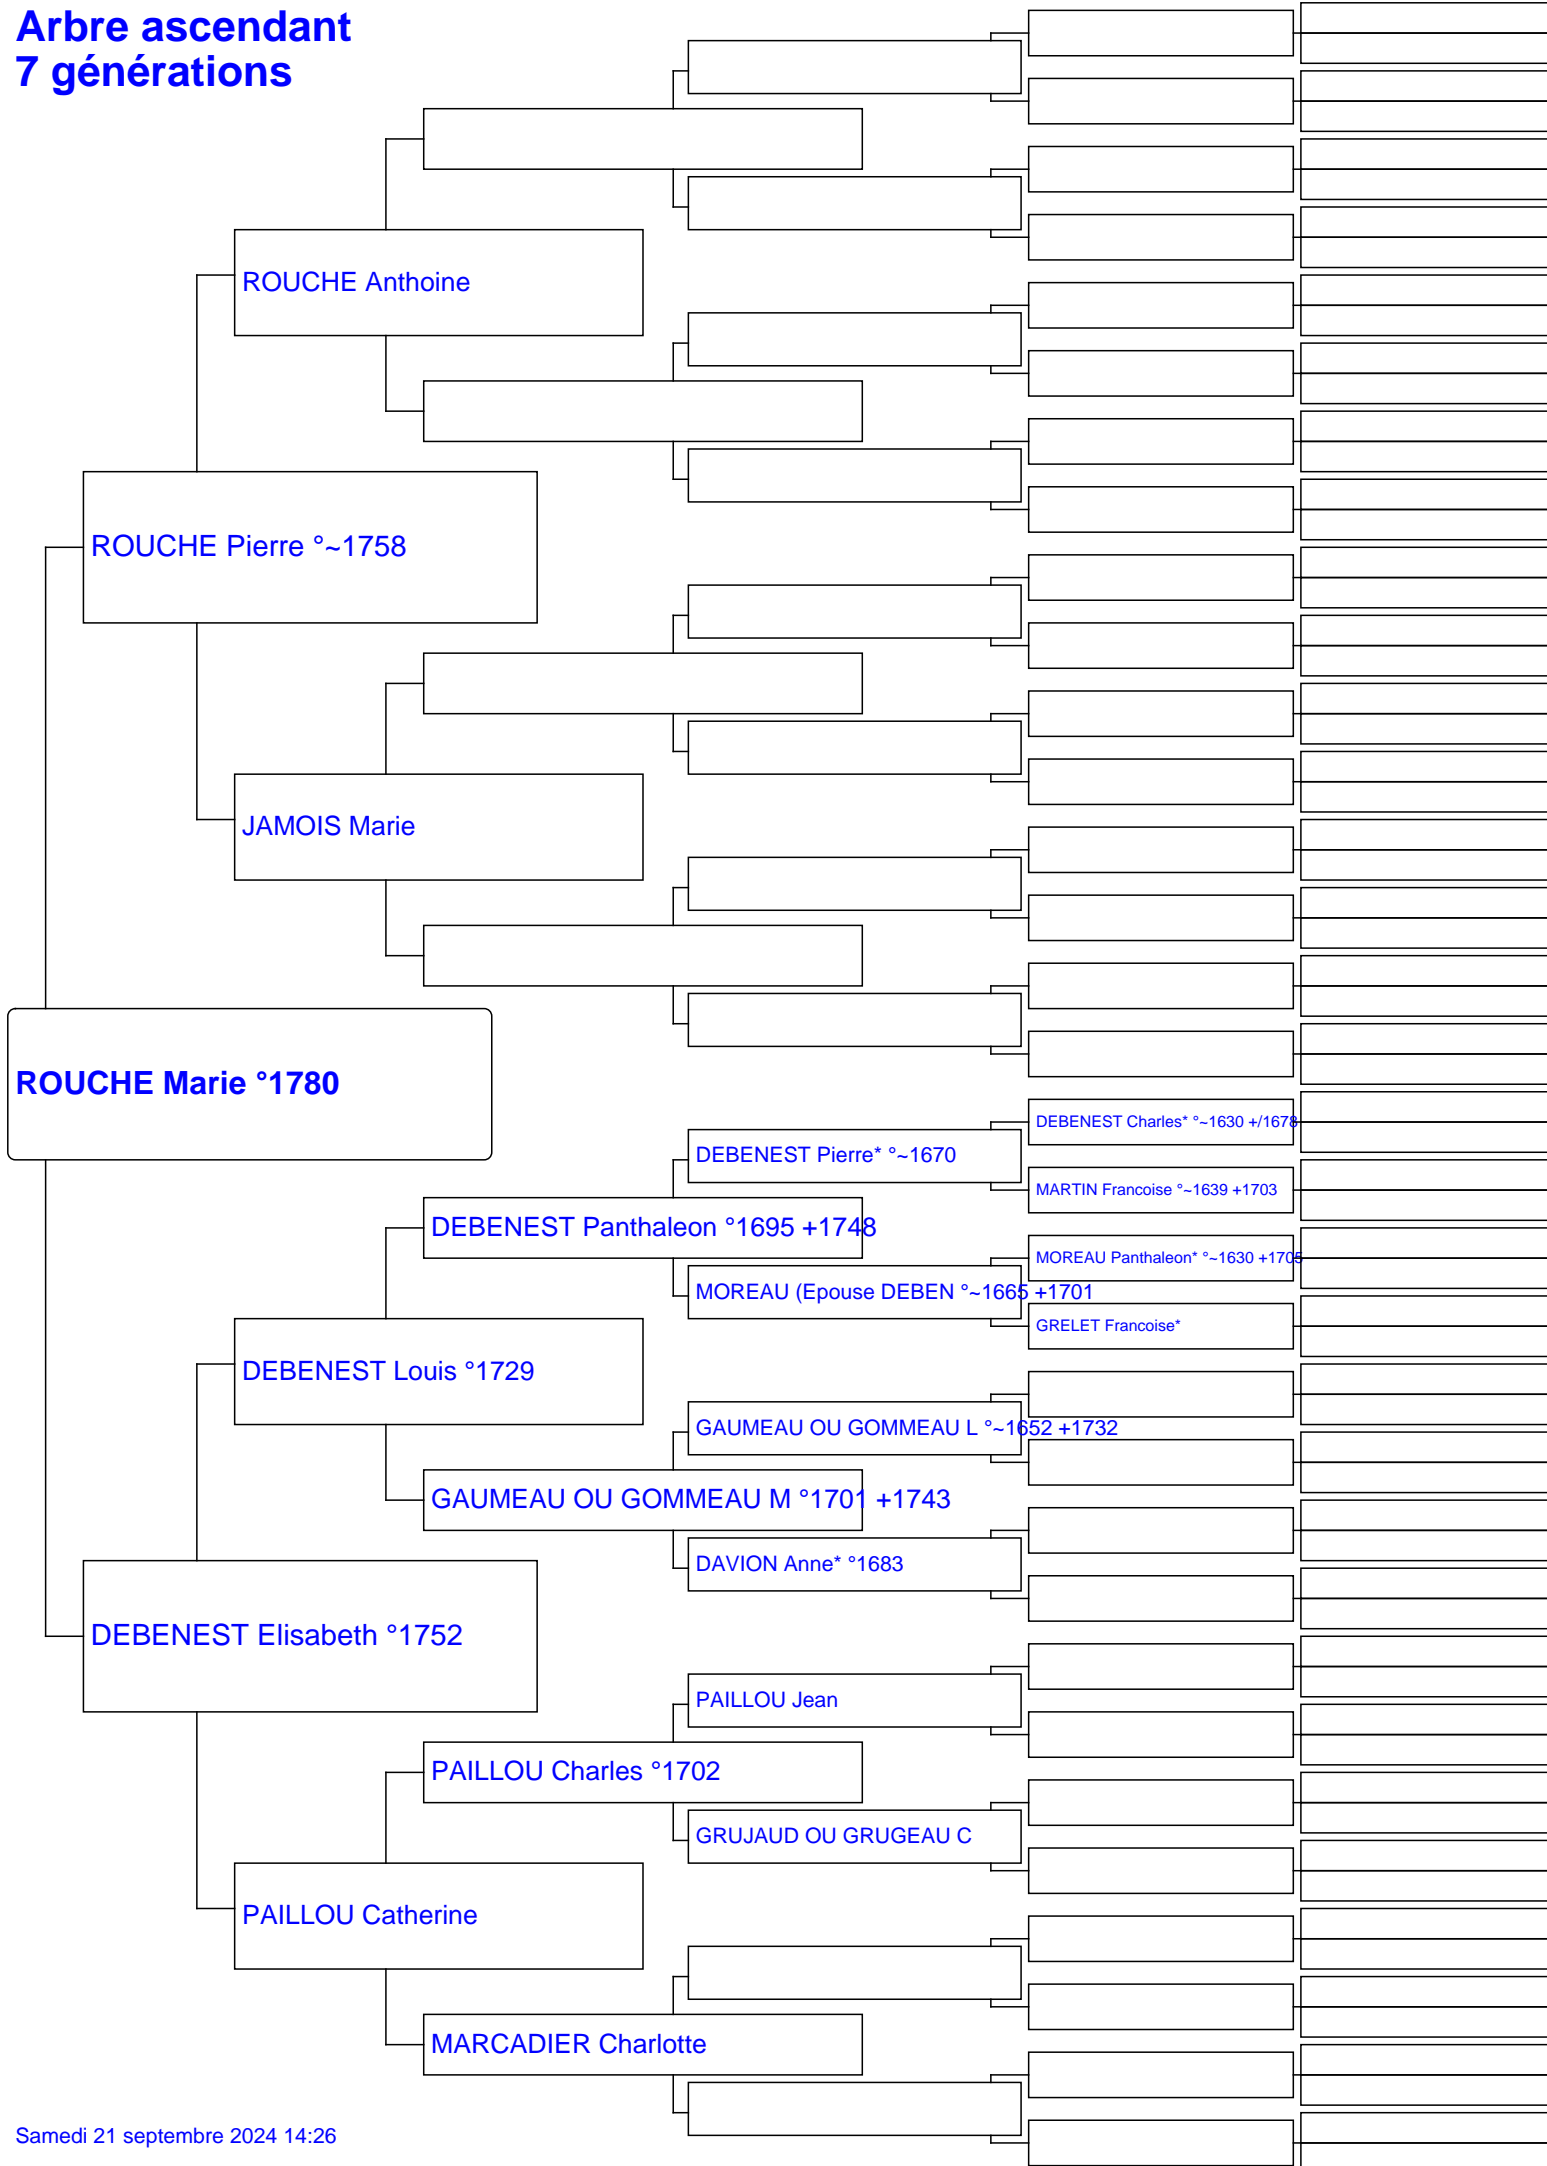 Arbre ascendant
7 générations
ROUCHE Anthoine
ROUCHE Pierre °~1758
JAMOIS Marie
ROUCHE Marie °1780
DEBENEST Charles* °~1630 +/1678
DEBENEST Pierre* °~1670
MARTIN Francoise °~1639 +1703
DEBENEST Panthaleon °1695 +1748
MOREAU Panthaleon* °~1630 +1705
MOREAU (Epouse DEBEN °~1665 +1701
GRELET Francoise*
DEBENEST Louis °1729
GAUMEAU OU GOMMEAU L °~1652 +1732
GAUMEAU OU GOMMEAU M °1701 +1743
DAVION Anne* °1683
DEBENEST Elisabeth °1752
PAILLOU Jean
PAILLOU Charles °1702
GRUJAUD OU GRUGEAU C
PAILLOU Catherine
MARCADIER Charlotte
Samedi 21 septembre 2024 14:26